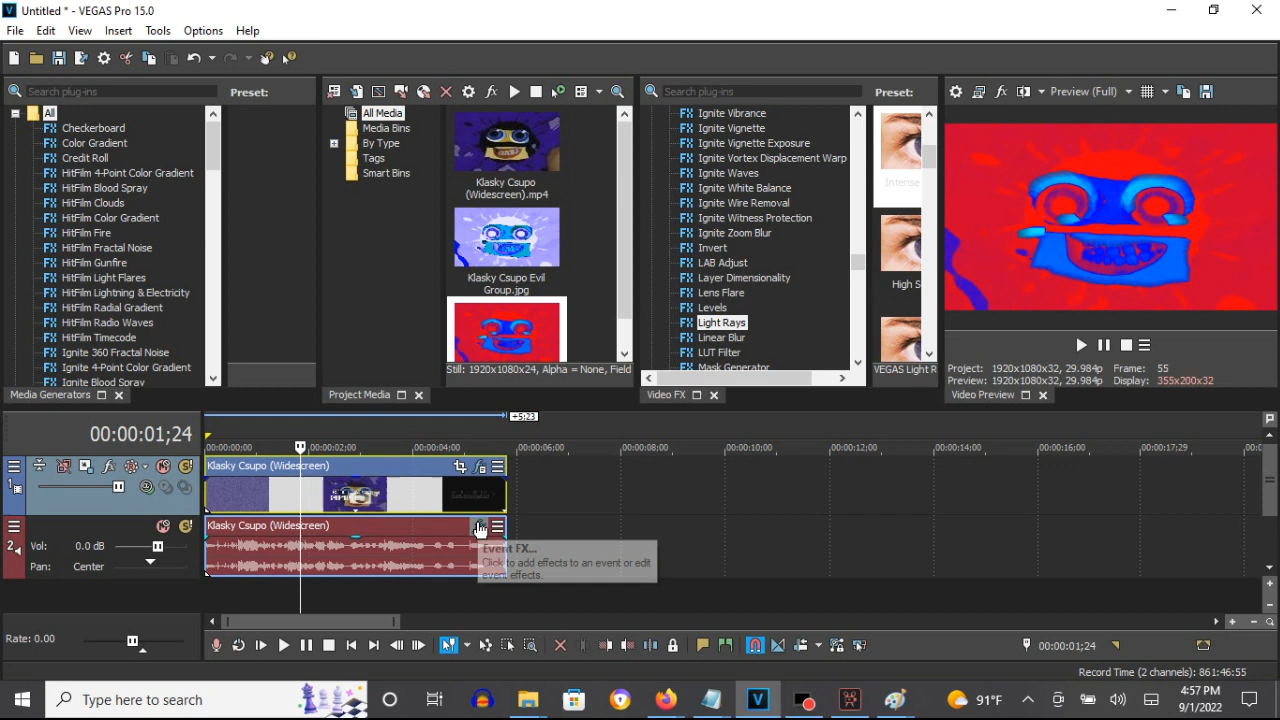 Untitled * - VEGAS Pro 15.0
File Edit View Insert Tools Options Help
Search plug-ins
Preset:
All
Checkerboard
Color Gradient
Credit Roll
HitFilm 4-Point Color Gradient
HitFilm Blood Spray
HitFilm Clouds
HitFilm Color Gradient
HitFilm Fire
HitFilm Fractal Noise
HitFilm Gunfire
HitFilm Light Flares
HitFilm Lightning & Electricity
HitFilm Radial Gradient
HitFilm Radio Waves
HitFilm Timecode
Ignite 360 Fractal Noise
Ignite 4-Point Color Gradient
Ignite Blood Spray
Media Generators
All Media
Media Bins
By Type
Tags
Smart Bins
Klasky Csupo
(Widescreen).mp4
Klasky Csupo Evil
Group.jpg
Still: 1920x1080x24, Alpha = None, Field
Project Media
Search plug-ins
Preset:
Ignite Vibrance
Ignite Vignette
Ignite Vignette Exposure
Ignite Vortex Displacement Warp
Ignite Waves
Ignite White Balance
Ignite Wire Removal
Ignite Witness Protection
Ignite Zoom Blur
Invert
LAB Adjust
Layer Dimensionality
Lens Flare
Levels
Light Rays
Linear Blur
LUT Filter
Mask Generator
Intense
High S
VEGAS Light R
Video FX
Preview (Full)
Project: 1920x1080x32, 29.984p Frame: 55
Preview: 1920x1080x32, 29.984p Display: 355x200x32
Video Preview
+5;23
00:00:01;24
00:00:00;00 00:00:02;00 00:00:04;00 00:00:06;00 00:00:08;00 00:00:10;00 00:00:12;00 00:00:14;00 00:00:16;00 00:00:17;29
1
Klasky Csupo (Widescreen)
2
Klasky Csupo (Widescreen)
Vol: 0.0 dB
Pan: Center
Event FX...
Click to add effects to an event or edit
event effects.
Rate: 0.00
00:00:01;24
Record Time (2 channels): 861:46:55
Type here to search
91°F
4:57 PM
9/1/2022